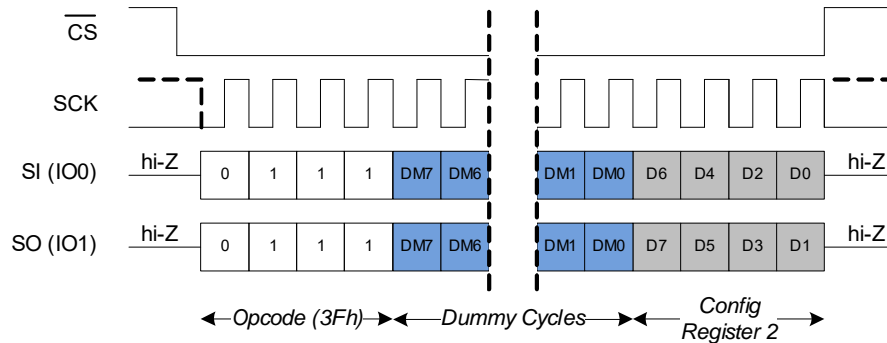 CS
SCK
SI (IO0) hi-Z 0 1 1 1 DM7 DM6 DM1 DM0 D6 D4 D2 D0 hi-Z
SO (IO1) hi-Z 0 1 1 1 DM7 DM6 DM1 DM0 D7 D5 D3 D1 hi-Z
Opcode (3Fh) Dummy Cycles Config
Register 2